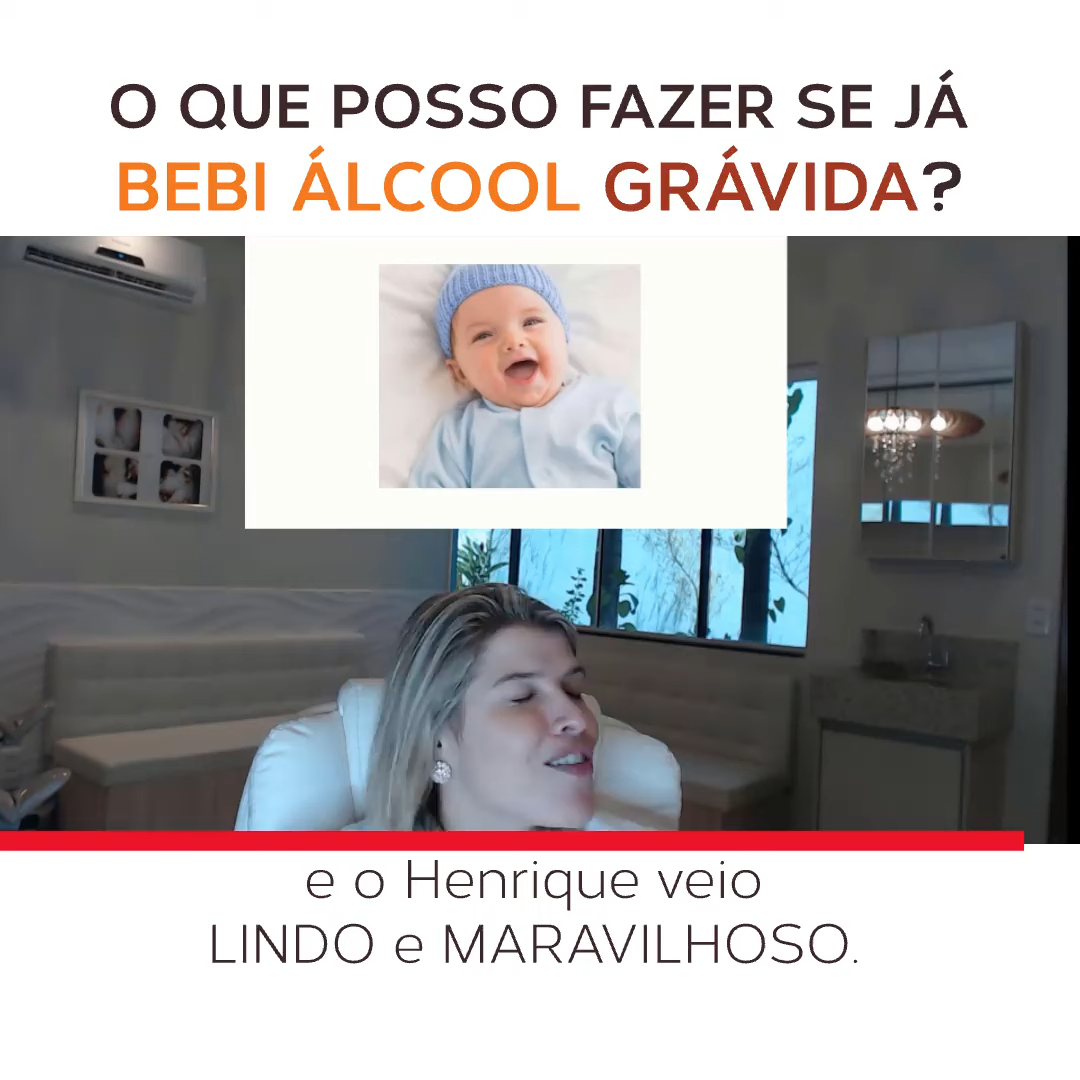 O QUE POSSO FAZER SE JÁ
BEBI ÁLCOOL GRÁVIDA?
e o Henrique veio
LINDO e MARAVILHOSO.